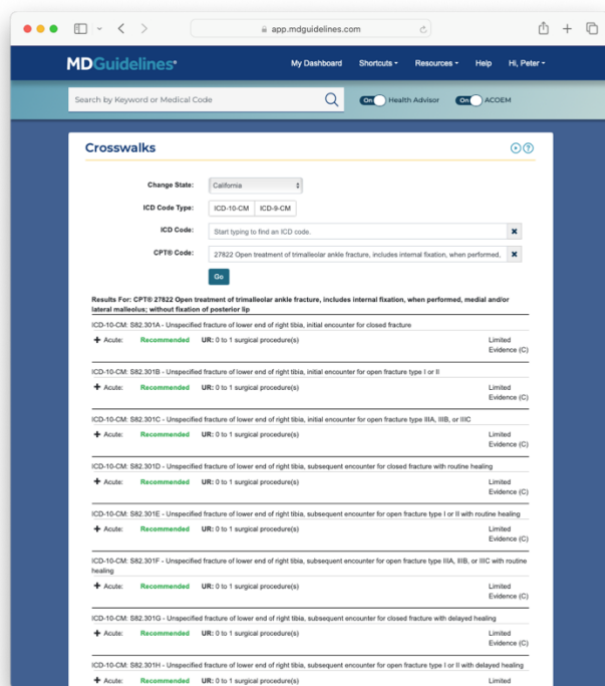 app.mdguidelines.com
MDGuidelines®
My Dashboard Shortcuts Resources Help Hi, Peter
Search by Keyword or Medical Code
On Health Advisor On ACOEM
Crosswalks
Change State: California
ICD Code Type: ICD-10-CM ICD-9-CM
ICD Code: Start typing to find an ICD code.
CPT® Code: 27822 Open treatment of trimalleolar ankle fracture, includes internal fixation, when performed,
Go
Results For: CPT® 27822 Open treatment of trimalleolar ankle fracture, includes internal fixation, when performed, medial and/or
lateral malleolus; without fixation of posterior lip
ICD-10-CM: S82.301A - Unspecified fracture of lower end of right tibia, initial encounter for closed fracture
+ Acute: Recommended UR: 0 to 1 surgical procedure(s) Limited
Evidence (C)
ICD-10-CM: S82.301B - Unspecified fracture of lower end of right tibia, initial encounter for open fracture type I or II
+ Acute: Recommended UR: 0 to 1 surgical procedure(s) Limited
Evidence (C)
ICD-10-CM: S82.301C - Unspecified fracture of lower end of right tibia, initial encounter for open fracture type IIIA, IIIB, or IIIC
+ Acute: Recommended UR: 0 to 1 surgical procedure(s) Limited
Evidence (C)
ICD-10-CM: S82.301D - Unspecified fracture of lower end of right tibia, subsequent encounter for closed fracture with routine healing
+ Acute: Recommended UR: 0 to 1 surgical procedure(s) Limited
Evidence (C)
ICD-10-CM: S82.301E - Unspecified fracture of lower end of right tibia, subsequent encounter for open fracture type I or II with routine healing
+ Acute: Recommended UR: 0 to 1 surgical procedure(s) Limited
Evidence (C)
ICD-10-CM: S82.301F - Unspecified fracture of lower end of right tibia, subsequent encounter for open fracture type IIIA, IIIB, or IIIC with routine
healing
+ Acute: Recommended UR: 0 to 1 surgical procedure(s) Limited
Evidence (C)
ICD-10-CM: S82.301G - Unspecified fracture of lower end of right tibia, subsequent encounter for closed fracture with delayed healing
+ Acute: Recommended UR: 0 to 1 surgical procedure(s) Limited
Evidence (C)
ICD-10-CM: S82.301H - Unspecified fracture of lower end of right tibia, subsequent encounter for open fracture type I or II with delayed healing
+ Acute: Recommended UR: 0 to 1 surgical procedure(s) Limited